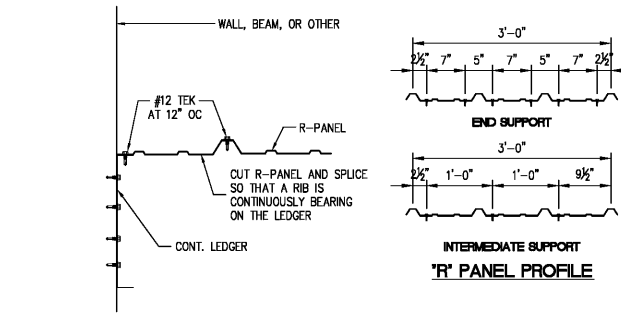 WALL, BEAM, OR OTHER
#12 TEK
AT 12" OC
R-PANEL
CUT R-PANEL AND SPLICE
SO THAT A RIB IS
CONTINUOUSLY BEARING
ON THE LEDGER
CONT. LEDGER
3'-0"
2½" 7" 5" 7" 5" 7" 2½"
END SUPPORT
3'-0"
2½" 1'-0" 1'-0" 9½"
INTERMEDIATE SUPPORT
"R" PANEL PROFILE